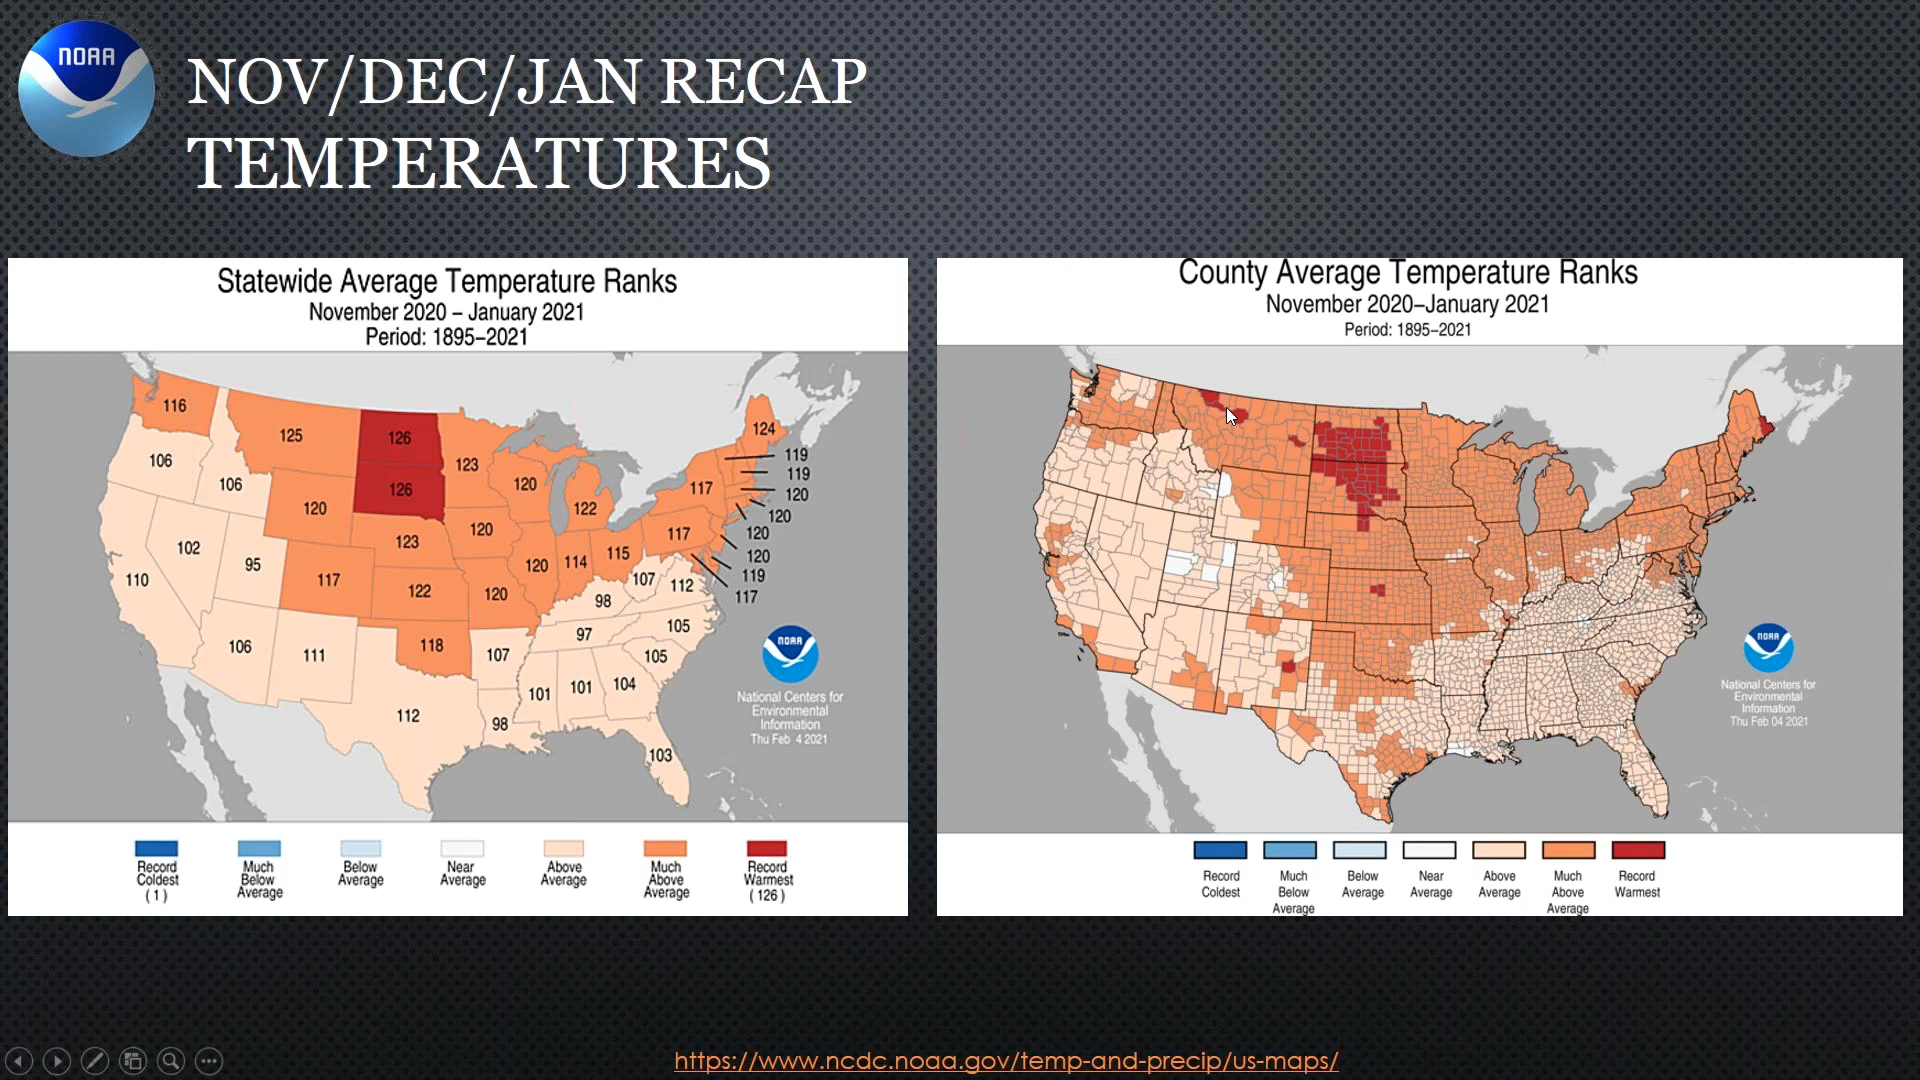 NOAA
NOV/DEC/JAN RECAP
TEMPERATURES
Statewide Average Temperature Ranks
November 2020 – January 2021
Period: 1895–2021
116
125
126
123
124
119
119
120
120
120
120
119
117
106
106
120
126
120
122
117
117
102
95
123
120
120
114
115
107
112
110
117
122
120
98
105
97
106
111
118
107
105
101
101
104
112
98
103
NOAA
National Centers for
Environmental
Information
Thu Feb 4 2021
Record
Coldest
( 1 )
Much
Below
Average
Below
Average
Near
Average
Above
Average
Much
Above
Average
Record
Warmest
( 126 )
County Average Temperature Ranks
November 2020–January 2021
Period: 1895–2021
NOAA
National Centers for
Environmental
Information
Thu Feb 04 2021
Record
Coldest
Much
Below
Average
Below
Average
Near
Average
Above
Average
Much
Above
Average
Record
Warmest
https://www.ncdc.noaa.gov/temp-and-precip/us-maps/